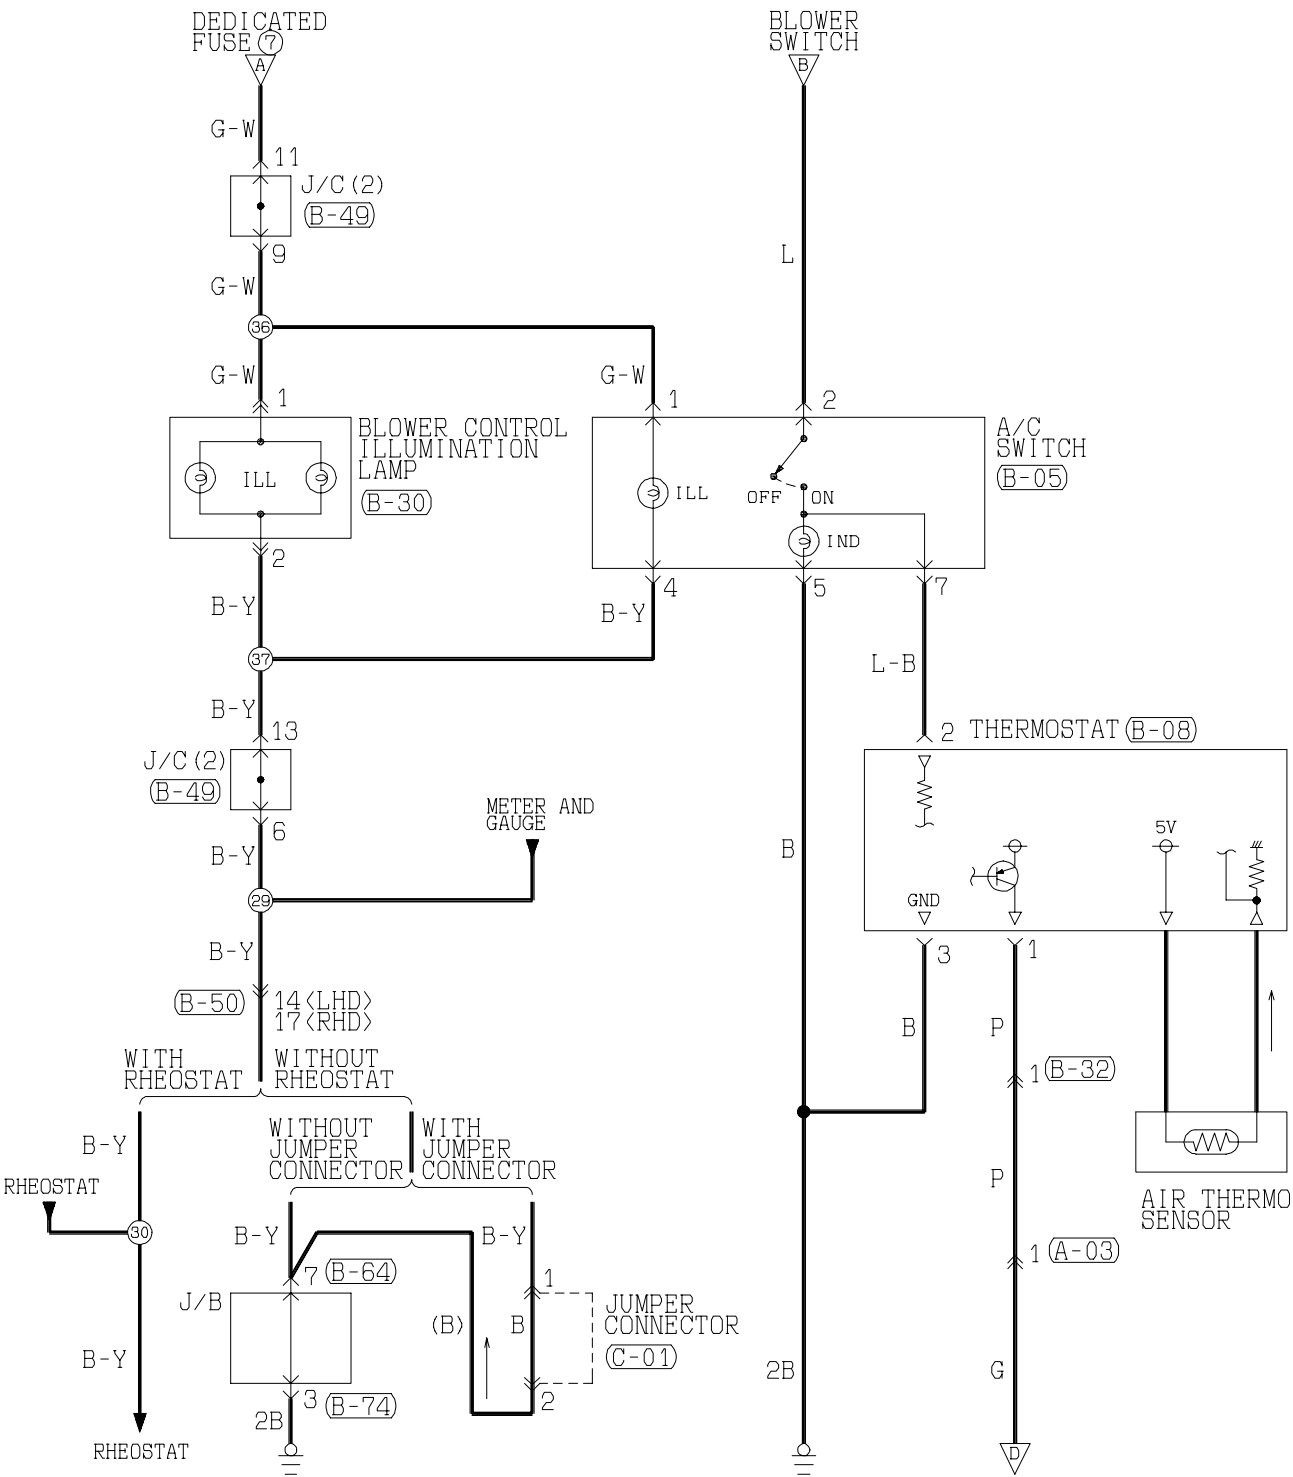 DEDICATED
FUSE 7
A
BLOWER
SWITCH
B
G-W
11
J/C(2)
B-49
9
L
G-W
36
G-W
G-W
1
1
2
BLOWER CONTROL
ILLUMINATION
LAMP
B-30
ILL
A/C
SWITCH
B-05
ILL
OFF
ON
IND
2
4
5
7
B-Y
B-Y
37
L-B
B-Y
13
2
THERMOSTAT
B-08
J/C(2)
B-49
METER AND
GAUGE
6
B-Y
B
5V
29
GND
B-Y
3
1
B-50
14<LHD>
17<RHD>
B
P
WITH
RHEOSTAT
WITHOUT
RHEOSTAT
1
B-32
B-Y
WITHOUT
JUMPER
CONNECTOR
WITH
JUMPER
CONNECTOR
RHEOSTAT
P
AIR THERMO
SENSOR
30
B-Y
B-Y
1
A-03
7
B-64
1
J/B
(B)
B
JUMPER
CONNECTOR
C-01
B-Y
2B
G
3
B-74
2
2B
RHEOSTAT
D